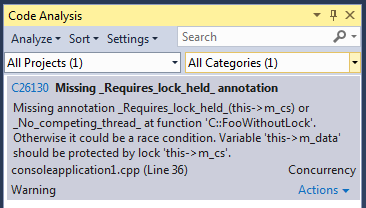 Code Analysis
Analyze Sort Settings Search
All Projects (1) All Categories (1)
C26130 Missing _Requires_lock_held_ annotation
Missing annotation _Requires_lock_held_(this->m_cs) or
_No_competing_thread_ at function 'C::FooWithoutLock'.
Otherwise it could be a race condition. Variable 'this->m_data'
should be protected by lock 'this->m_cs'.
consoleapplication1.cpp (Line 36) Concurrency
Warning Actions